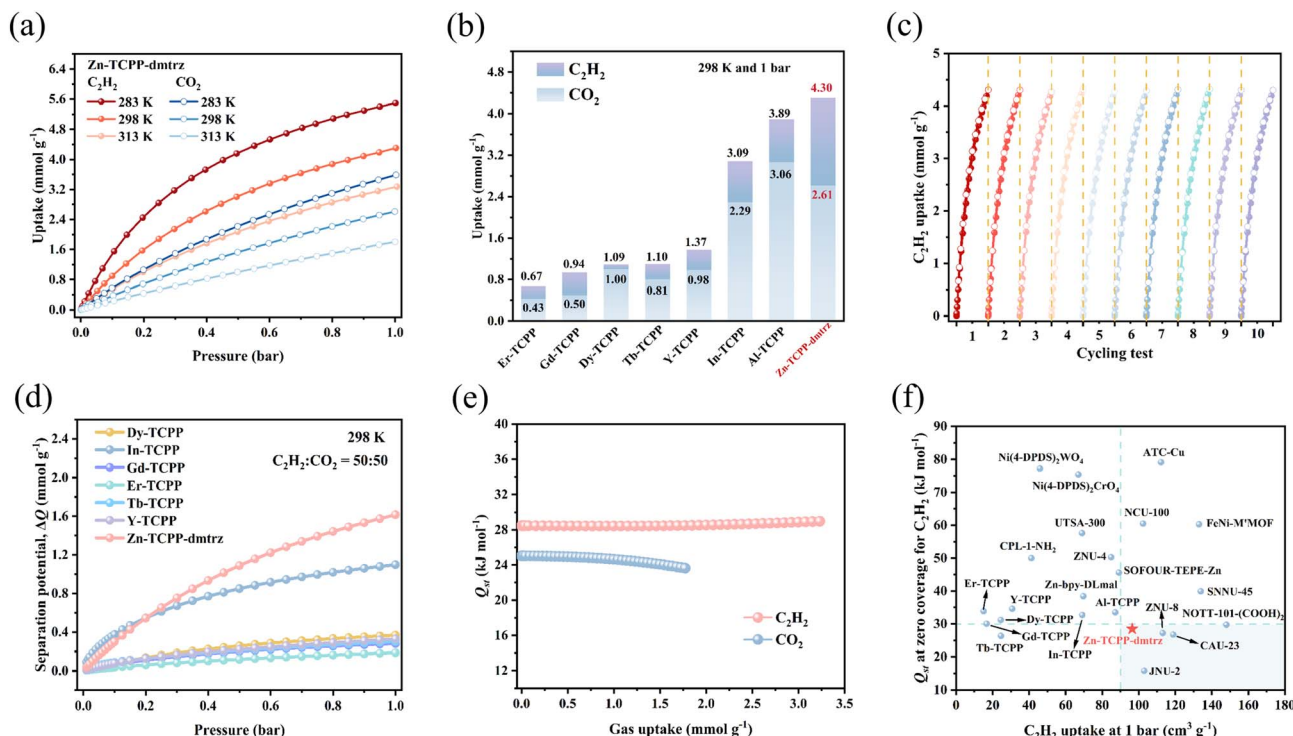 (a)
Zn-TCPP-dmtrz
C₂H₂ CO₂
283 K 283 K
298 K 298 K
313 K 313 K
Uptake (mmol g⁻¹)
6.4
5.6
4.8
4.0
3.2
2.4
1.6
0.8
0.0
0.0 0.2 0.4 0.6 0.8 1.0
Pressure (bar)
(b)
C₂H₂
CO₂
298 K and 1 bar
Uptake (mmol g⁻¹)
4.8
4.0
3.2
2.4
1.6
0.8
0.0
0.67 0.94 1.09 1.10 1.37 3.09 3.89 4.30
0.43 0.50 1.00 0.81 0.98 2.29 3.06 2.61
Er-TCPP Gd-TCPP Dy-TCPP Tb-TCPP Y-TCPP In-TCPP Al-TCPP Zn-TCPP-dmtrz
(c)
C₂H₂ upatke (mmol g⁻¹)
5
4
3
2
1
0
1 2 3 4 5 6 7 8 9 10
Cycling test
(d)
Dy-TCPP
In-TCPP
Gd-TCPP
Er-TCPP
Tb-TCPP
Y-TCPP
Zn-TCPP-dmtrz
298 K
C₂H₂:CO₂ = 50:50
Separation potential, ΔQ (mmol g⁻¹)
2.4
2.0
1.6
1.2
0.8
0.4
0.0
0.0 0.2 0.4 0.6 0.8 1.0
Pressure (bar)
(e)
Qst (kJ mol⁻¹)
40
36
32
28
24
20
16
C₂H₂
CO₂
0.0 0.5 1.0 1.5 2.0 2.5 3.0 3.5
Gas uptake (mmol g⁻¹)
(f)
Qst at zero coverage for C₂H₂ (kJ mol⁻¹)
90
80
70
60
50
40
30
20
10
Ni(4-DPDS)₂WO₄
ATC-Cu
Ni(4-DPDS)₂CrO₄
NCU-100
UTSA-300
FeNi-M'MOF
CPL-1-NH₂
ZNU-4
SOFOUR-TEPE-Zn
Zn-bpy-DLmal
SNNU-45
Er-TCPP
Y-TCPP
Al-TCPP
ZNU-8
NOTT-101-(COOH)₂
Dy-TCPP
Gd-TCPP
Zn-TCPP-dmtrz
Tb-TCPP
In-TCPP
CAU-23
JNU-2
0 20 40 60 80 100 120 140 160 180
C₂H₂ uptake at 1 bar (cm³ g⁻¹)